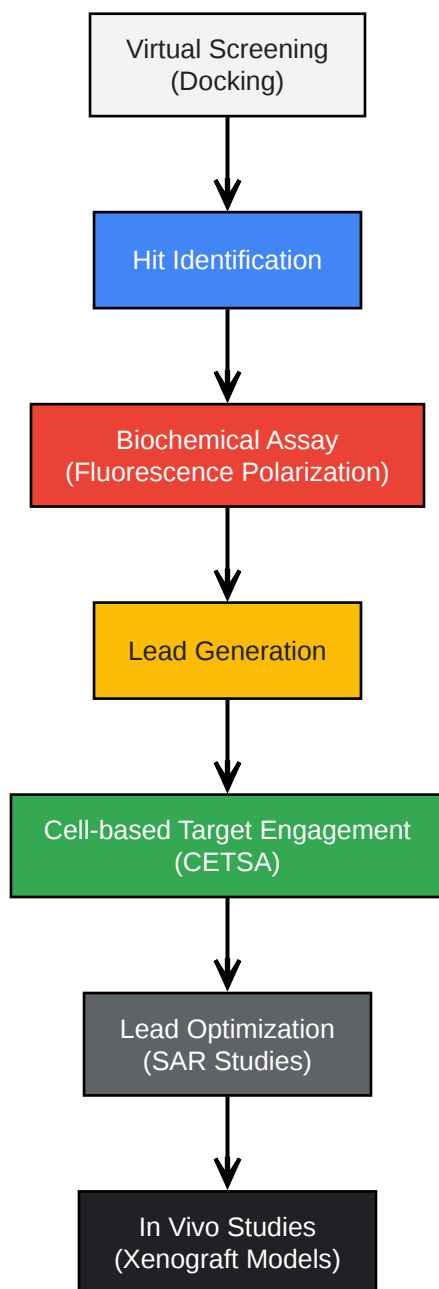 Virtual Screening
(Docking)
Hit Identification
Biochemical Assay
(Fluorescence Polarization)
Lead Generation
Cell-based Target Engagement
(CETSA)
Lead Optimization
(SAR Studies)
In Vivo Studies
(Xenograft Models)